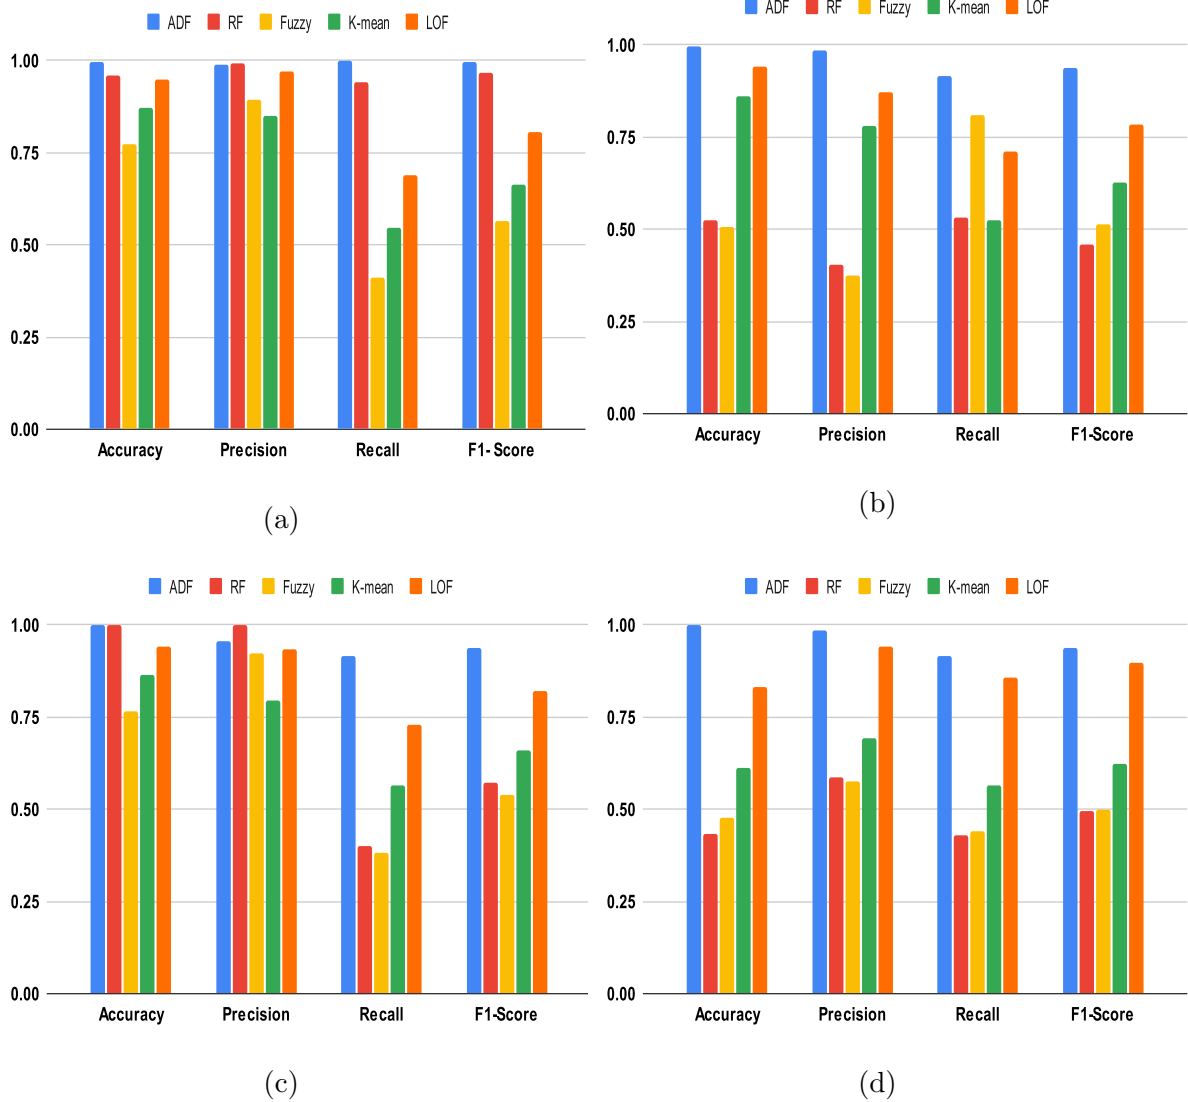 ADF RF Fuzzy K-mean LOF
1.00
0.75
0.50
0.25
0.00
Accuracy Precision Recall F1- Score
(a)
ADF RF Fuzzy K-mean LOF
1.00
0.75
0.50
0.25
0.00
Accuracy Precision Recall F1-Score
(b)
ADF RF Fuzzy K-mean LOF
1.00
0.75
0.50
0.25
0.00
Accuracy Precision Recall F1-Score
(c)
ADF RF Fuzzy K-mean LOF
1.00
0.75
0.50
0.25
0.00
Accuracy Precision Recall F1-Score
(d)